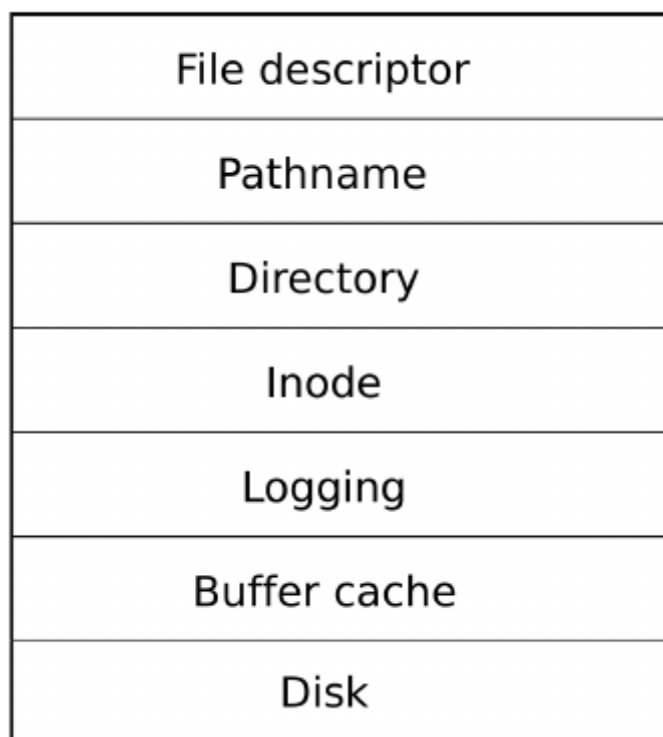 File descriptor
Pathname
Directory
Inode
Logging
Buffer cache
Disk